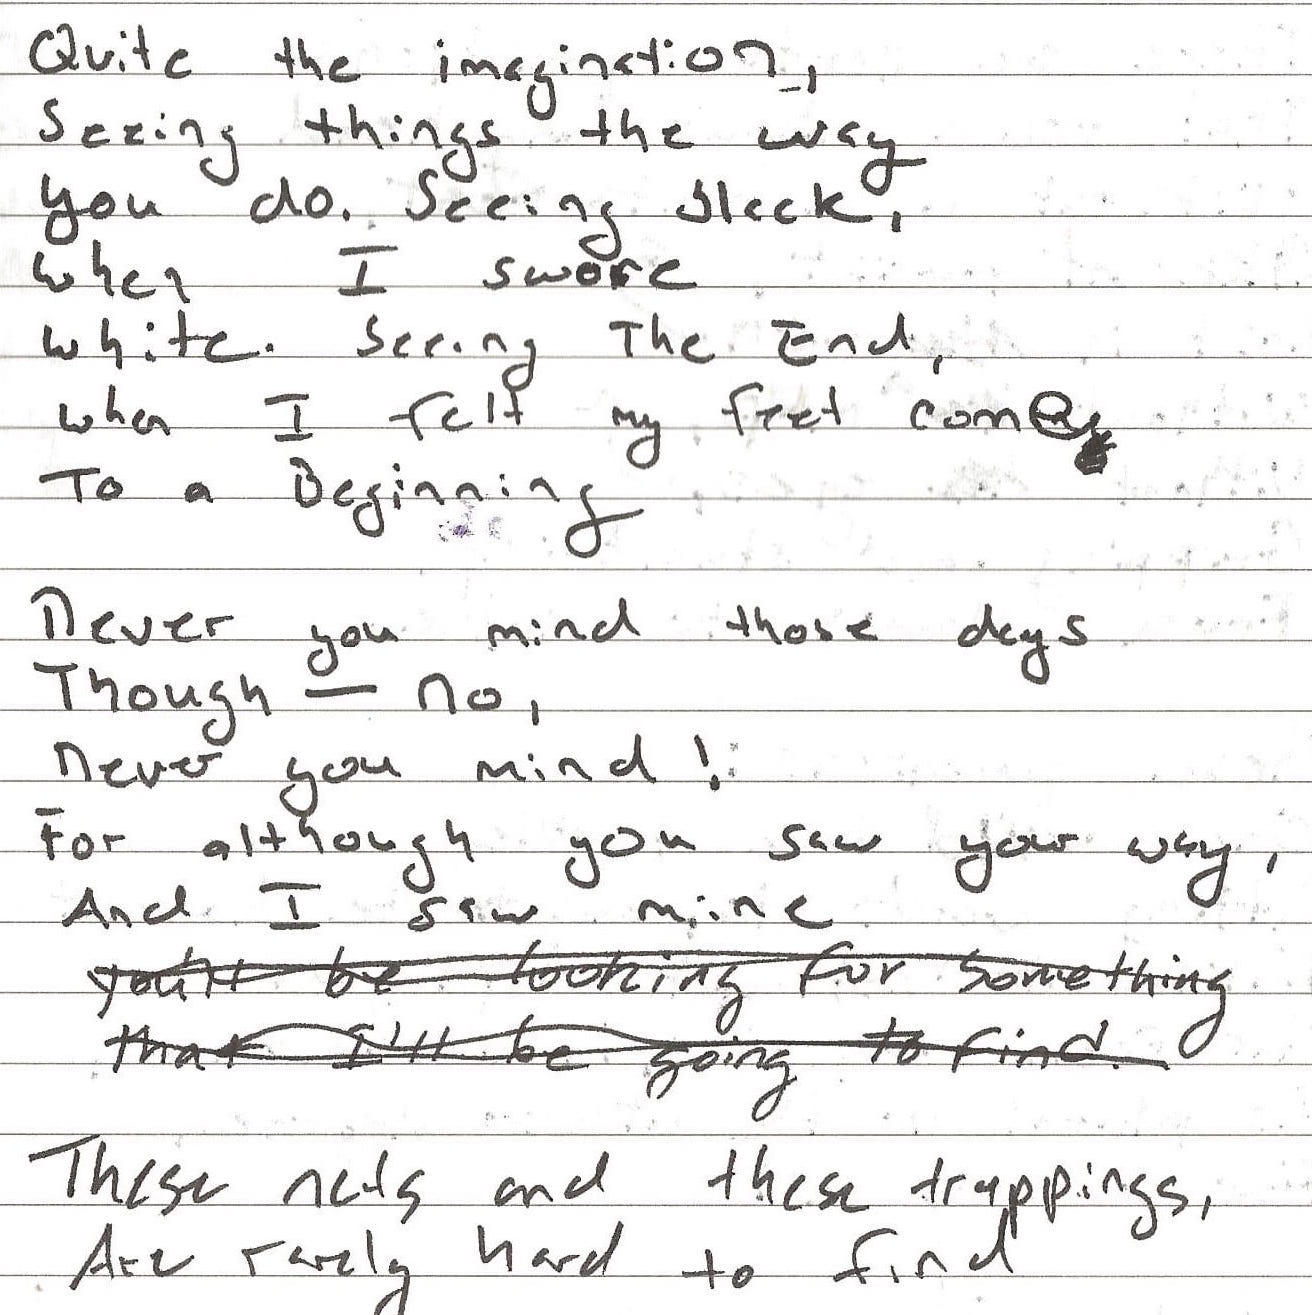 Quite the imagination,
Seeing things the way
you do. Seeing Black,
when I swore
white. Seeing The End,
when I felt my feet come
To a Beginning
Never you mind those days
Though — no,
Never you mind!
For although you saw your way,
And I saw mine
you'll be looking for something
that I'll be going to find.
These nets and these trappings,
Are rarely hard to find